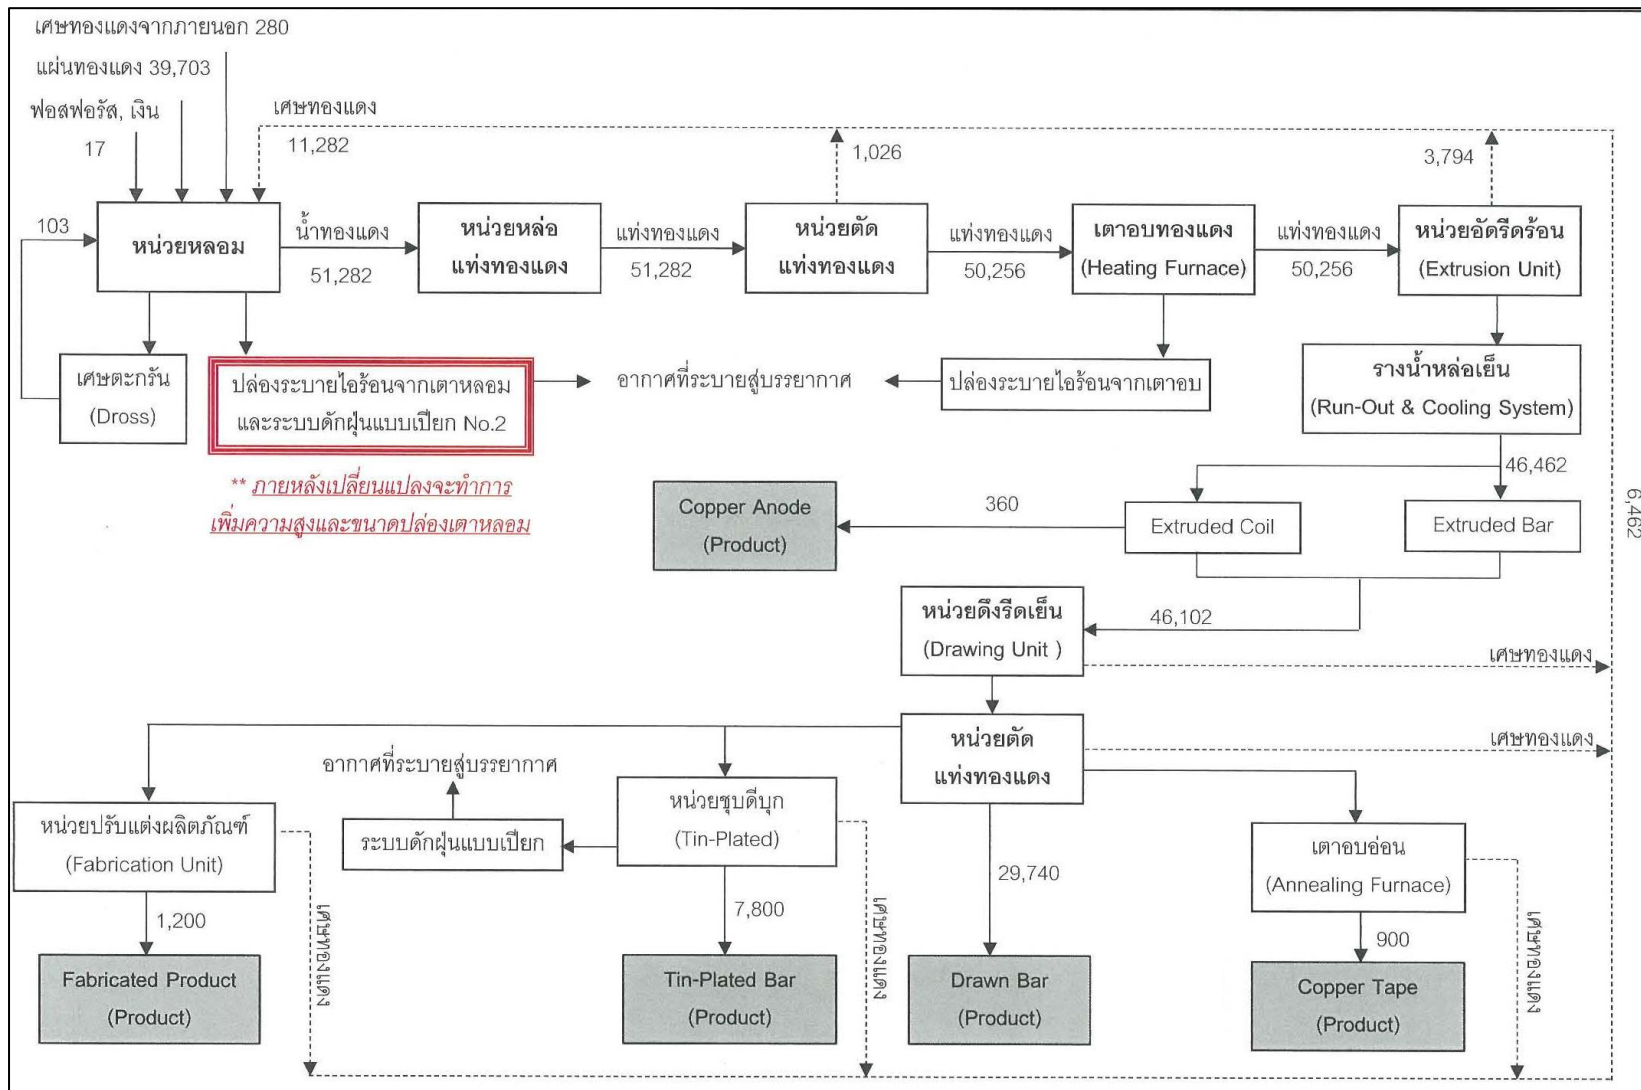 เศษทองแดงจากภายนอก 280
แผ่นทองแดง 39,703
ฟอสฟอรัส, เงิน
17
เศษทองแดง
11,282
1,026
3,794
103
หน่วยหลอม
น้ำทองแดง
51,282
หน่วยหล่อ
แท่งทองแดง
แท่งทองแดง
51,282
หน่วยตัด
แท่งทองแดง
แท่งทองแดง
50,256
เตาอบทองแดง
(Heating Furnace)
แท่งทองแดง
50,256
หน่วยอัดรีดร้อน
(Extrusion Unit)
เศษตะกรัน
(Dross)
ปล่องระบายไอร้อนจากเตาหลอม
และระบบดักฝุ่นแบบเปียก No.2
อากาศที่ระบายสู่บรรยากาศ
ปล่องระบายไอร้อนจากเตาอบ
รางน้ำหล่อเย็น
(Run-Out & Cooling System)
** ภายหลังเปลี่ยนแปลงจะทำการ
เพิ่มความสูงและขนาดปล่องเตาหลอม
46,462
6,462
Copper Anode
(Product)
360
Extruded Coil
Extruded Bar
หน่วยดึงรีดเย็น
(Drawing Unit )
46,102
เศษทองแดง
หน่วยตัด
แท่งทองแดง
เศษทองแดง
อากาศที่ระบายสู่บรรยากาศ
หน่วยปรับแต่งผลิตภัณฑ์
(Fabrication Unit)
ระบบดักฝุ่นแบบเปียก
หน่วยชุบดีบุก
(Tin-Plated)
เตาอบอ่อน
(Annealing Furnace)
1,200
เศษทองแดง
7,800
เศษทองแดง
29,740
900
เศษทองแดง
Fabricated Product
(Product)
Tin-Plated Bar
(Product)
Drawn Bar
(Product)
Copper Tape
(Product)